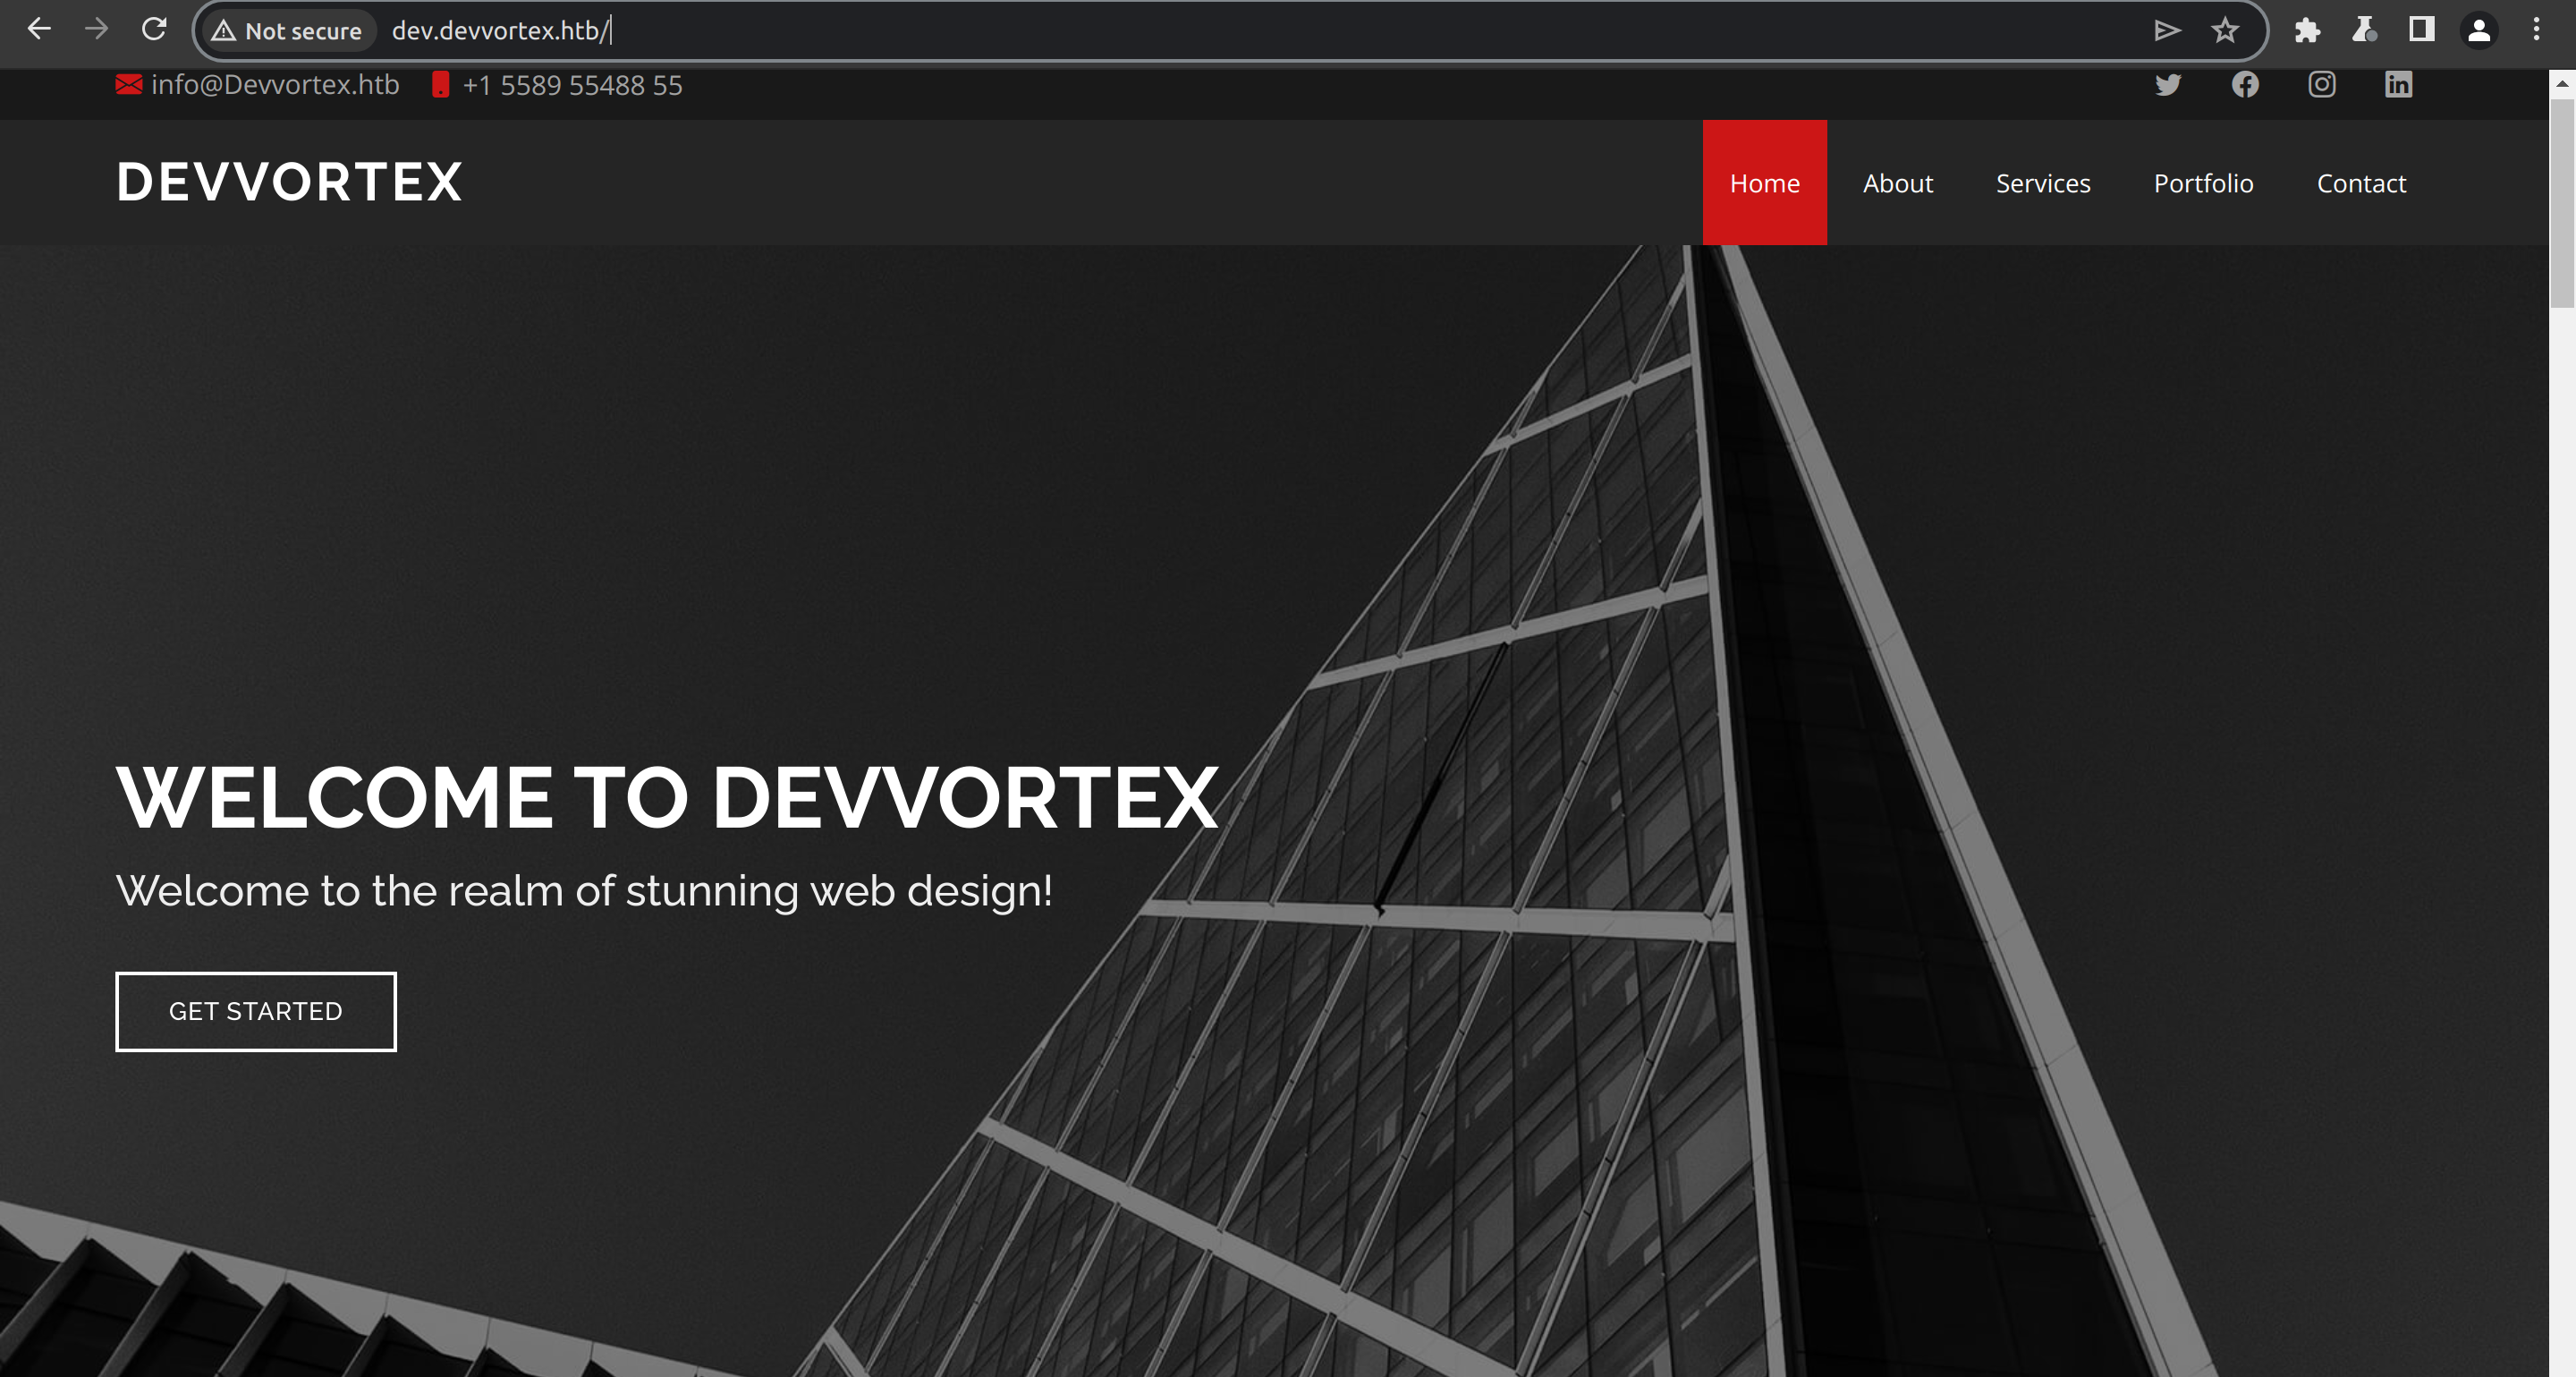 Not secure dev.devvortex.htb/
info@Devvortex.htb +1 5589 55488 55
DEVVORTEX
Home About Services Portfolio Contact
WELCOME TO DEVVORTEX
Welcome to the realm of stunning web design!
GET STARTED